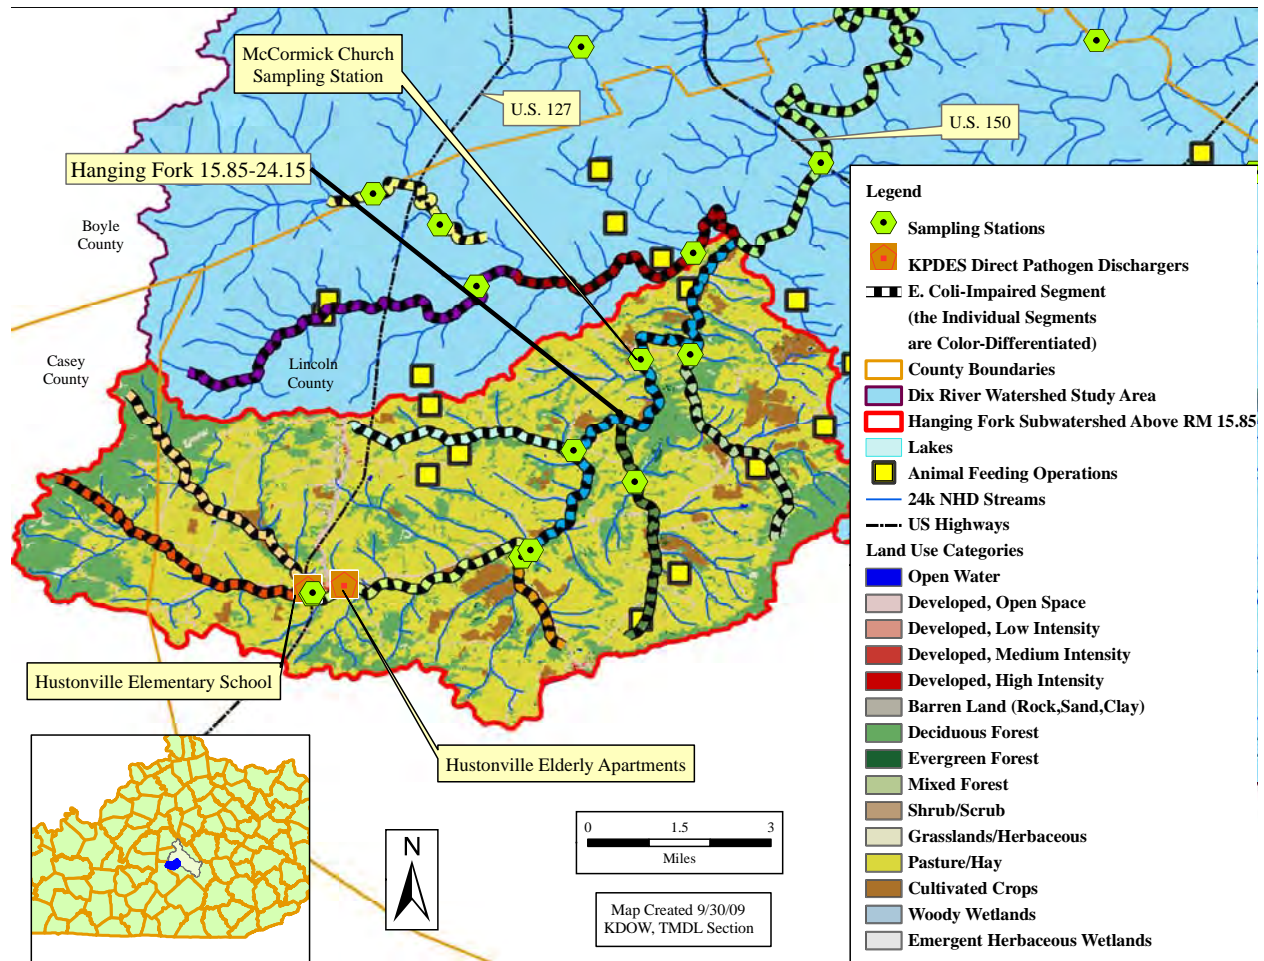 McCormick Church
Sampling Station
U.S. 127
U.S. 150
Hanging Fork 15.85-24.15
Boyle
County
Casey
County
Lincoln
County
Hustonville Elementary School
Hustonville Elderly Apartments
N
0 1.5 3
Miles
Map Created 9/30/09
KDOW, TMDL Section
Legend
Sampling Stations
KPDES Direct Pathogen Dischargers
E. Coli-Impaired Segment
(the Individual Segments
are Color-Differentiated)
County Boundaries
Dix River Watershed Study Area
Hanging Fork Subwatershed Above RM 15.85
Lakes
Animal Feeding Operations
24k NHD Streams
US Highways
Land Use Categories
Open Water
Developed, Open Space
Developed, Low Intensity
Developed, Medium Intensity
Developed, High Intensity
Barren Land (Rock,Sand,Clay)
Deciduous Forest
Evergreen Forest
Mixed Forest
Shrub/Scrub
Grasslands/Herbaceous
Pasture/Hay
Cultivated Crops
Woody Wetlands
Emergent Herbaceous Wetlands